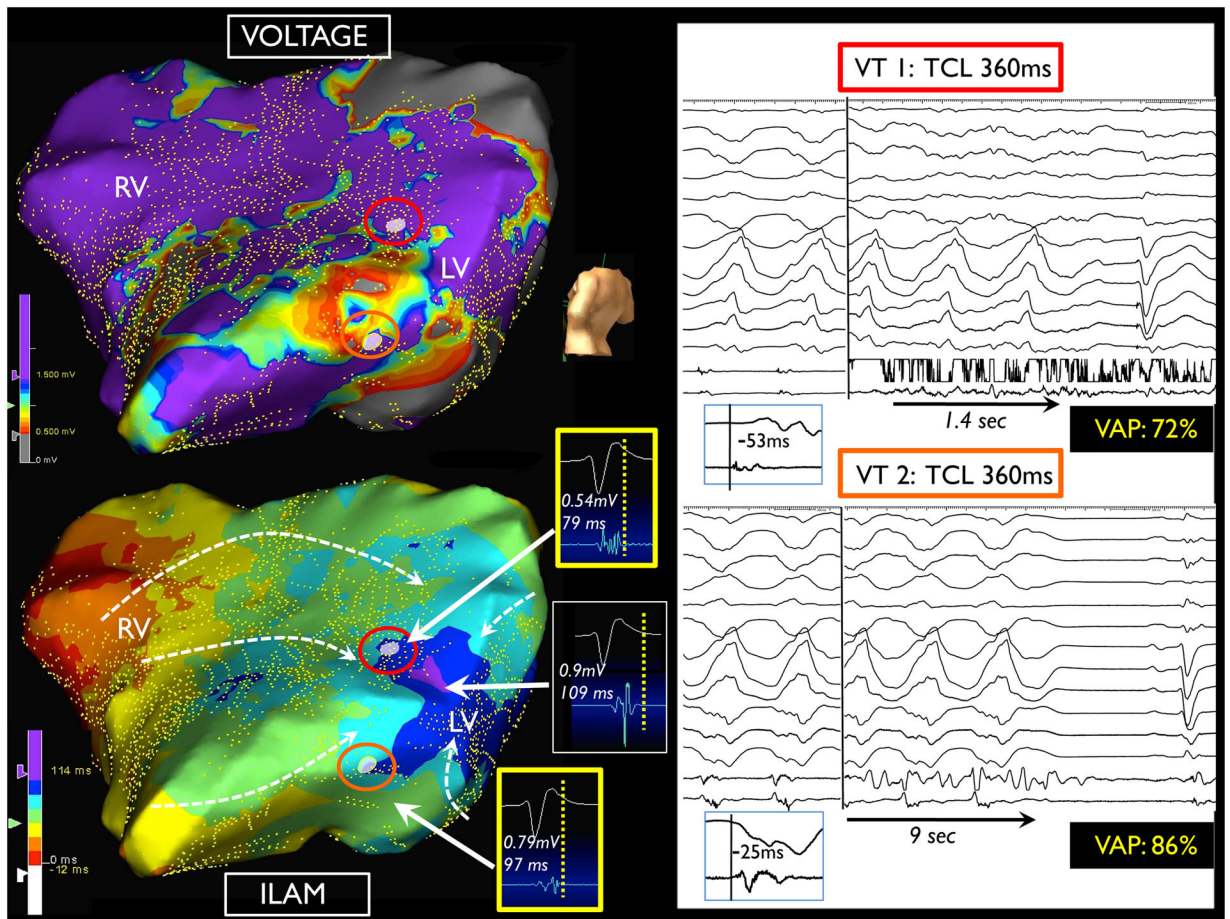 VOLTAGE
RV
LV
1.500 mV
0.500 mV
0 mV
VT 1: TCL 360ms
1.4 sec
-53ms
VAP: 72%
VT 2: TCL 360ms
9 sec
-25ms
VAP: 86%
0.54mV
79 ms
0.9mV
109 ms
0.79mV
97 ms
RV
LV
114 ms
0 ms
-12 ms
ILAM